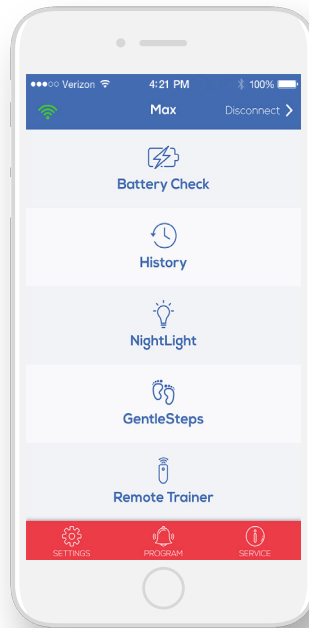 Verizon 4:21 PM 100%
Max Disconnect
Battery Check
History
NightLight
GentleSteps
Remote Trainer
SETTINGS PROGRAM SERVICE